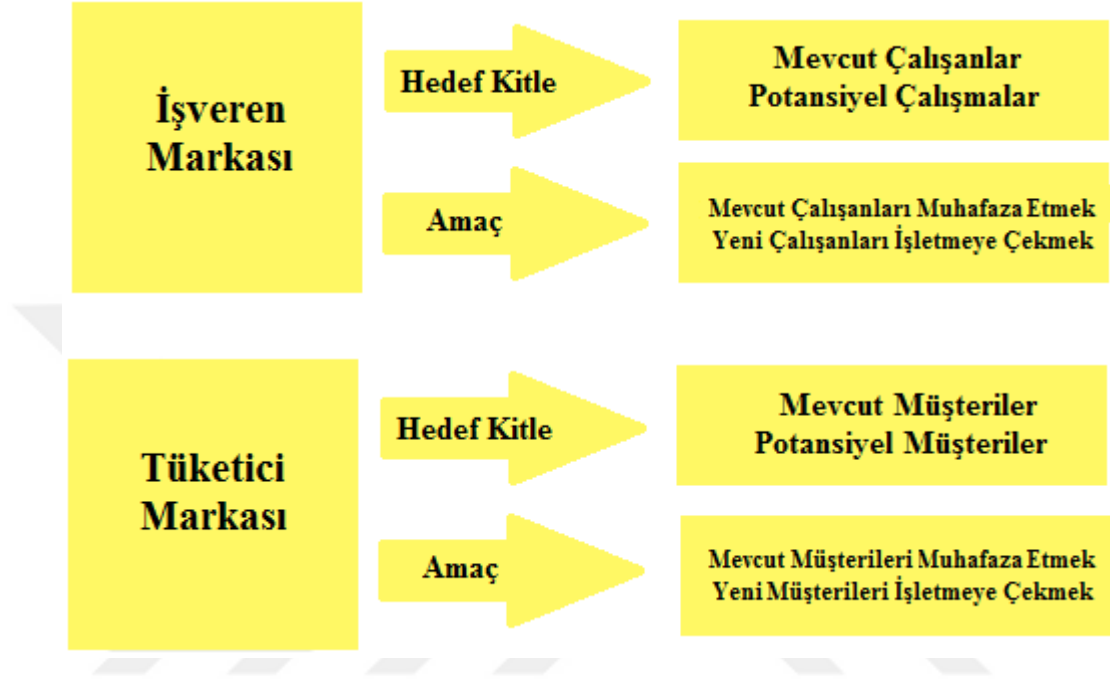 İşveren
Markası
Hedef Kitle
Mevcut Çalışanlar
Potansiyel Çalışmalar
Amaç
Mevcut Çalışanları Muhafaza Etmek
Yeni Çalışanları İşletmeye Çekmek
Tüketici
Markası
Hedef Kitle
Mevcut Müşteriler
Potansiyel Müşteriler
Amaç
Mevcut Müşterileri Muhafaza Etmek
Yeni Müşterileri İşletmeye Çekmek